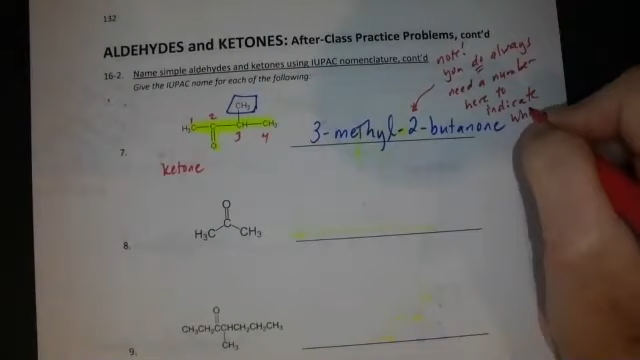 132
ALDEHYDES and KETONES: After-Class Practice Problems, cont'd
16-2. Name simple aldehydes and ketones using IUPAC nomenclature, cont'd
Give the IUPAC name for each of the following:
note!
you do always
need a number
here to
indicate
wh
CH3
1 2
H3C CH CH3
3 4
O
3-methyl-2-butanone
7.
ketone
O
C
H3C CH3
8.
O
CH3CH2CCHCH2CH2CH3
CH3
9.